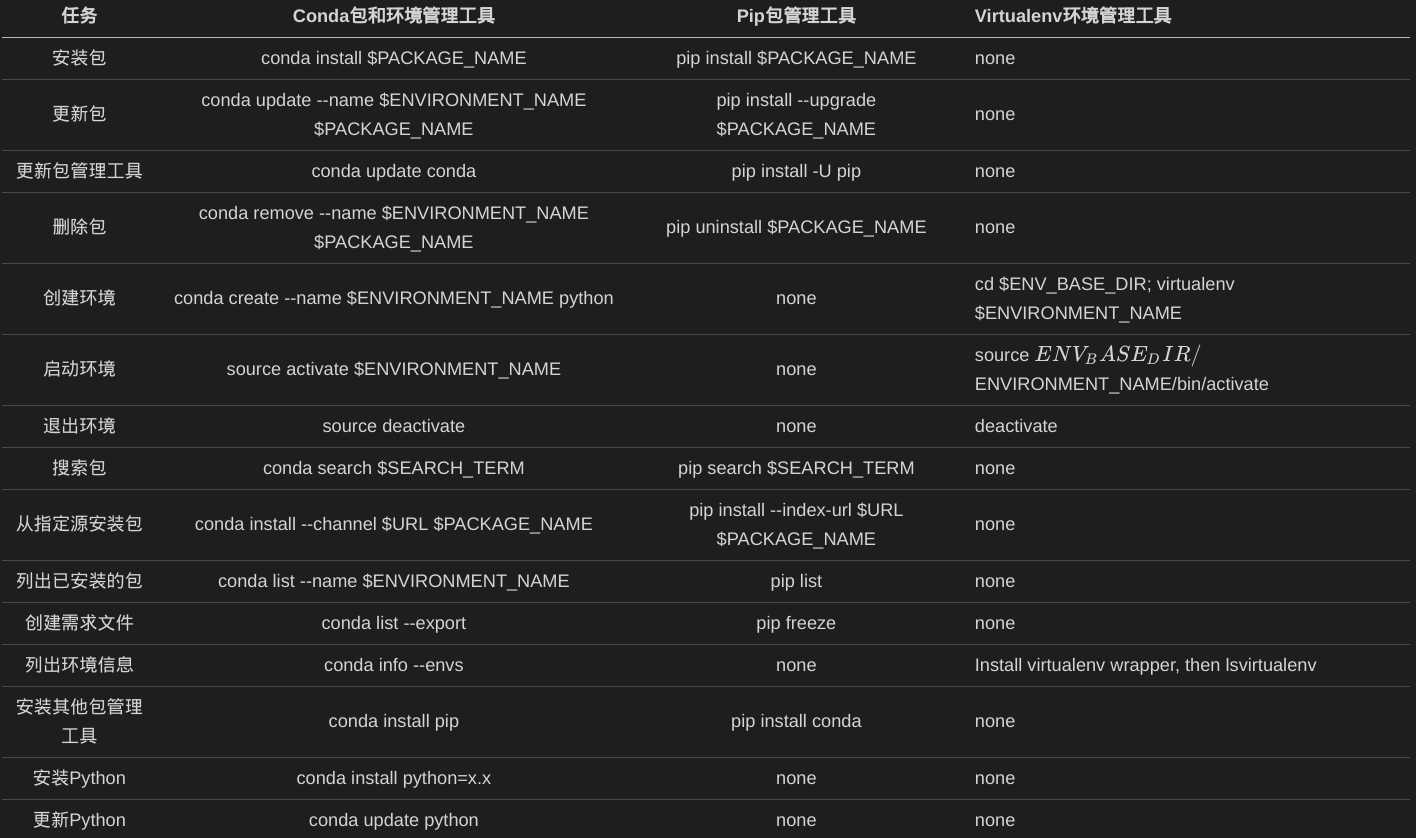 任务 Conda包和环境管理工具 Pip包管理工具 Virtualenv环境管理工具
安装包 conda install $PACKAGE_NAME pip install $PACKAGE_NAME none
更新包 conda update --name $ENVIRONMENT_NAME
$PACKAGE_NAME pip install --upgrade
$PACKAGE_NAME none
更新包管理工具 conda update conda pip install -U pip none
删除包 conda remove --name $ENVIRONMENT_NAME
$PACKAGE_NAME pip uninstall $PACKAGE_NAME none
创建环境 conda create --name $ENVIRONMENT_NAME python none cd $ENV_BASE_DIR; virtualenv
$ENVIRONMENT_NAME
启动环境 source activate $ENVIRONMENT_NAME none source ENV_BASE_DIR/
ENVIRONMENT_NAME/bin/activate
退出环境 source deactivate none deactivate
搜索包 conda search $SEARCH_TERM pip search $SEARCH_TERM none
从指定源安装包 conda install --channel $URL $PACKAGE_NAME pip install --index-url $URL
$PACKAGE_NAME none
列出已安装的包 conda list --name $ENVIRONMENT_NAME pip list none
创建需求文件 conda list --export pip freeze none
列出环境信息 conda info --envs none Install virtualenv wrapper, then lsvirtualenv
安装其他包管理
工具 conda install pip pip install conda none
安装Python conda install python=x.x none none
更新Python conda update python none none